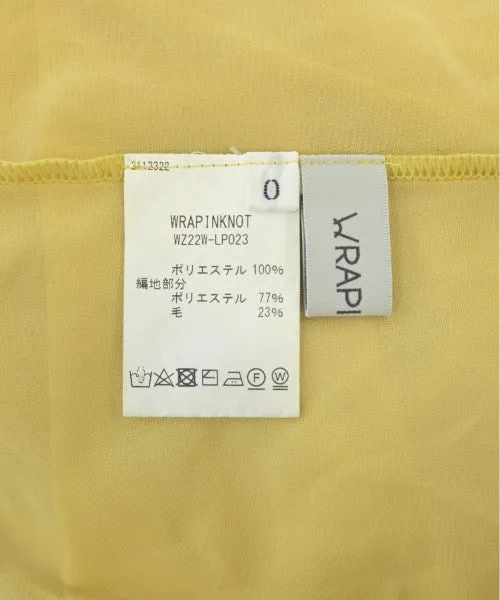 2113322
0
WRAPINKNOT
WZ22W-LP023
ポリエステル 100%
編地部分
ポリエステル 77%
毛 23%
F W
WRAPI